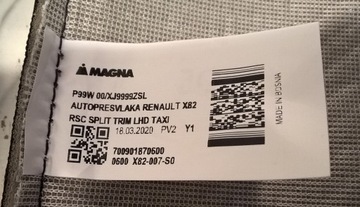 MAGNA
P99W 00/XJ9999ZSL
AUTOPRESVLAKA RENAULT X82
RSC SPLIT TRIM LHD TAXI
18.03.2020 PV2 Y1
700901870600
0600 X82-007-S0
MADE IN BOSNIA